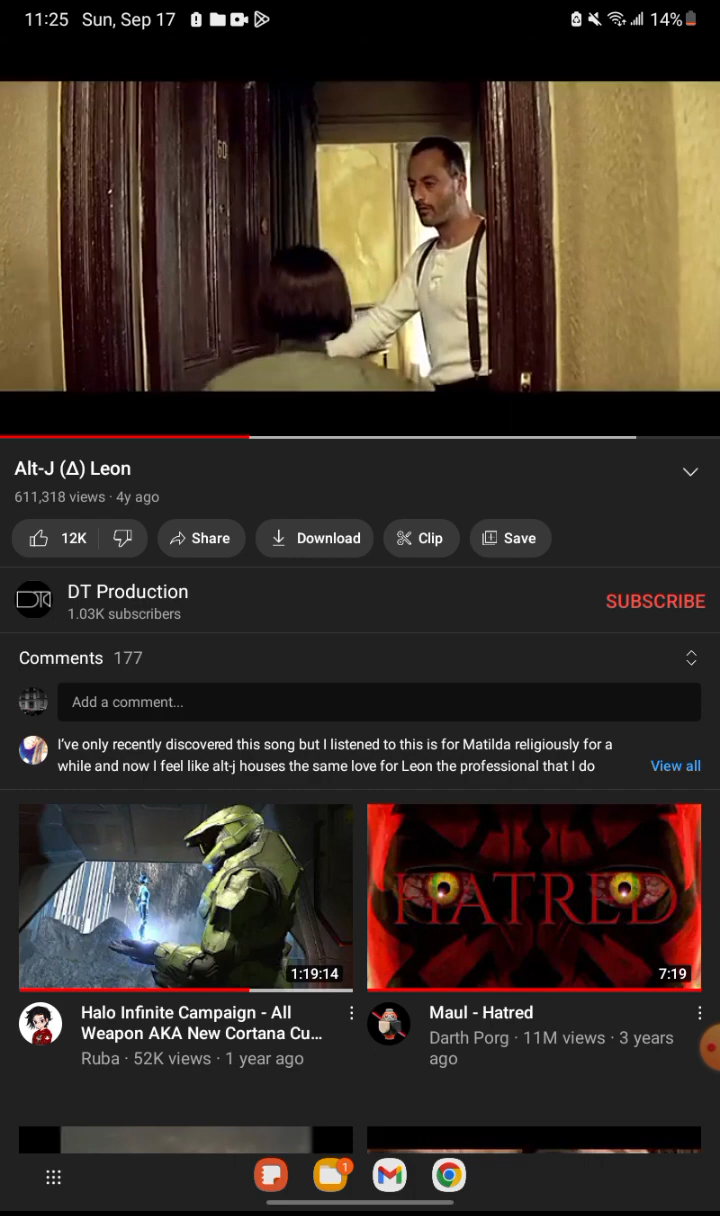 11:25 Sun, Sep 17
14%
60
Alt-J (Δ) Leon
611,318 views · 4y ago
12K
Share
Download
Clip
Save
DT Production
1.03K subscribers
SUBSCRIBE
Comments 177
Add a comment...
I've only recently discovered this song but I listened to this is for Matilda religiously for a
while and now I feel like alt-j houses the same love for Leon the professional that I do
View all
1:19:14
Halo Infinite Campaign - All
Weapon AKA New Cortana Cu...
Ruba · 52K views · 1 year ago
HATRED
7:19
Maul - Hatred
Darth Porg · 11M views · 3 years
ago
1